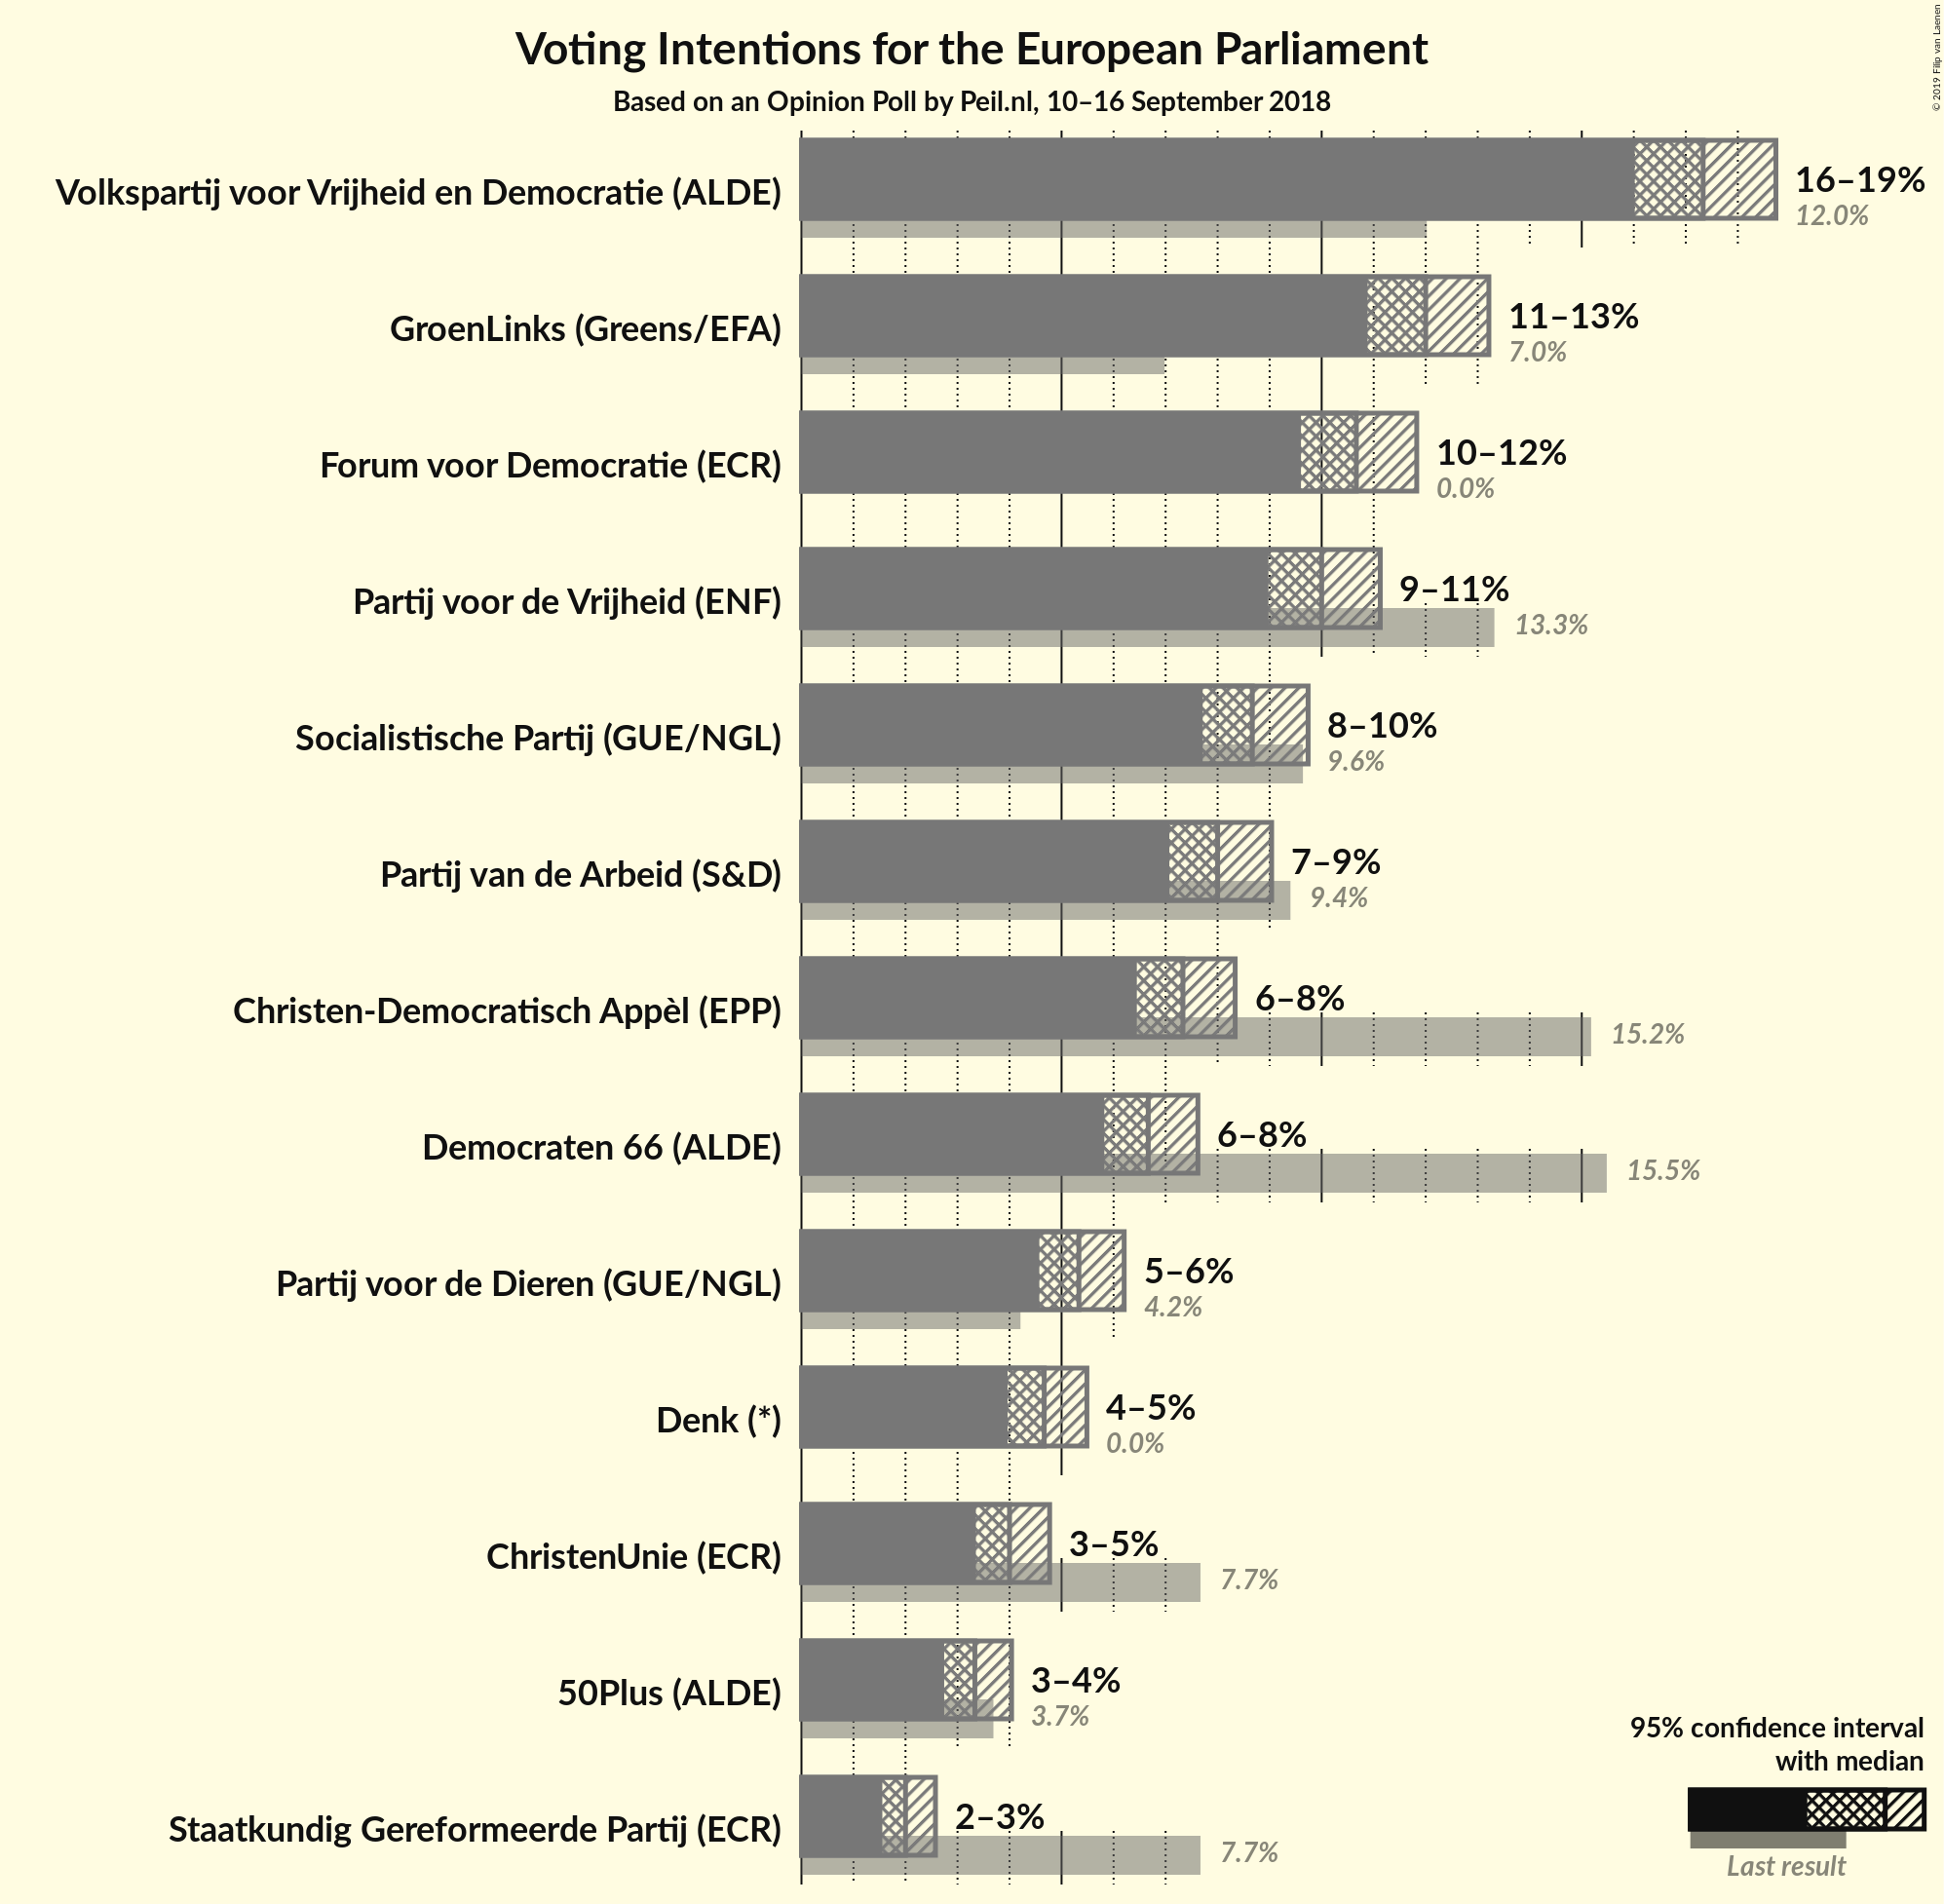 Voting Intentions for the European Parliament
Based on an Opinion Poll by Peil.nl, 10–16 September 2018
© 2019 Filip van Laenen
Volkspartij voor Vrijheid en Democratie (ALDE)
16–19%
12.0%
GroenLinks (Greens/EFA)
11–13%
7.0%
Forum voor Democratie (ECR)
10–12%
0.0%
Partij voor de Vrijheid (ENF)
9–11%
13.3%
Socialistische Partij (GUE/NGL)
8–10%
9.6%
Partij van de Arbeid (S&D)
7–9%
9.4%
Christen-Democratisch Appèl (EPP)
6–8%
15.2%
Democraten 66 (ALDE)
6–8%
15.5%
Partij voor de Dieren (GUE/NGL)
5–6%
4.2%
Denk (*)
4–5%
0.0%
ChristenUnie (ECR)
3–5%
7.7%
50Plus (ALDE)
3–4%
3.7%
Staatkundig Gereformeerde Partij (ECR)
2–3%
7.7%
95% confidence interval
with median
Last result